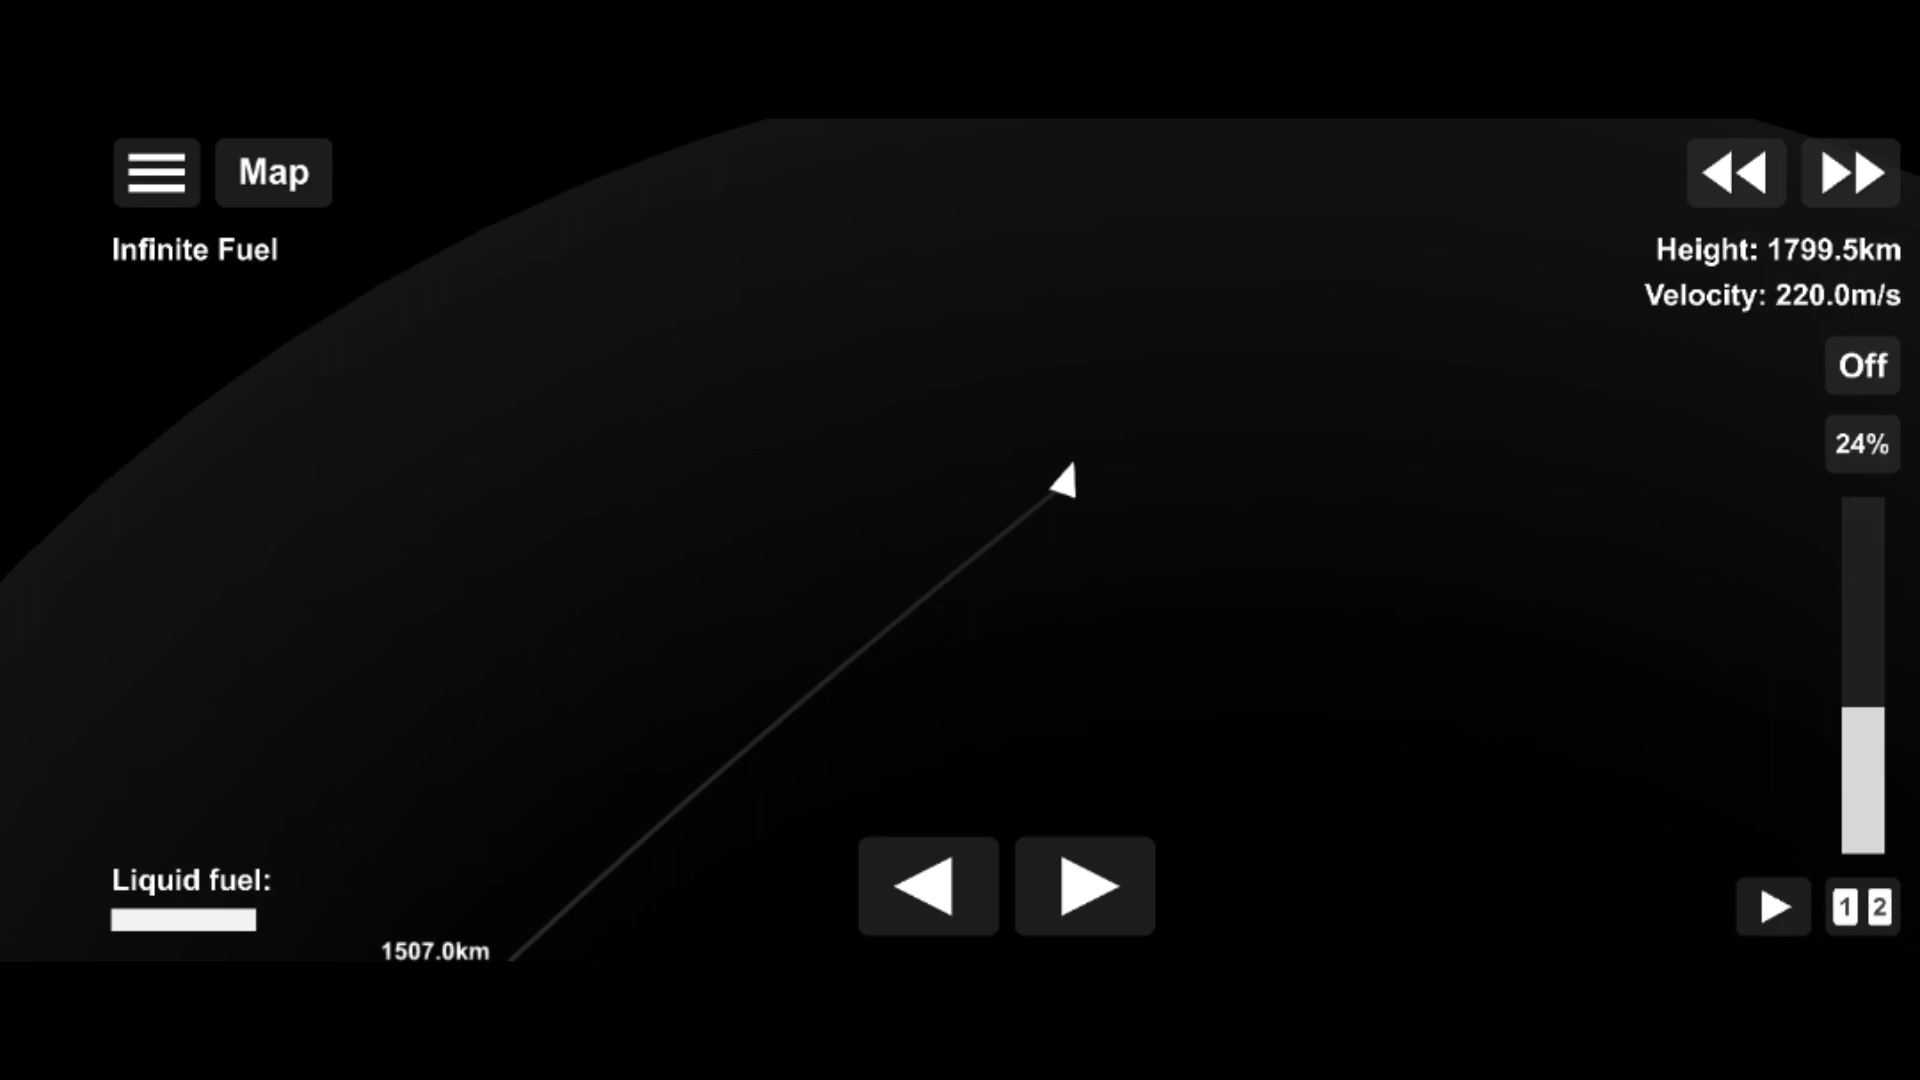 Map
Infinite Fuel
Height: 1799.5km
Velocity: 220.0m/s
Off
24%
Liquid fuel:
1 2
1507.0km